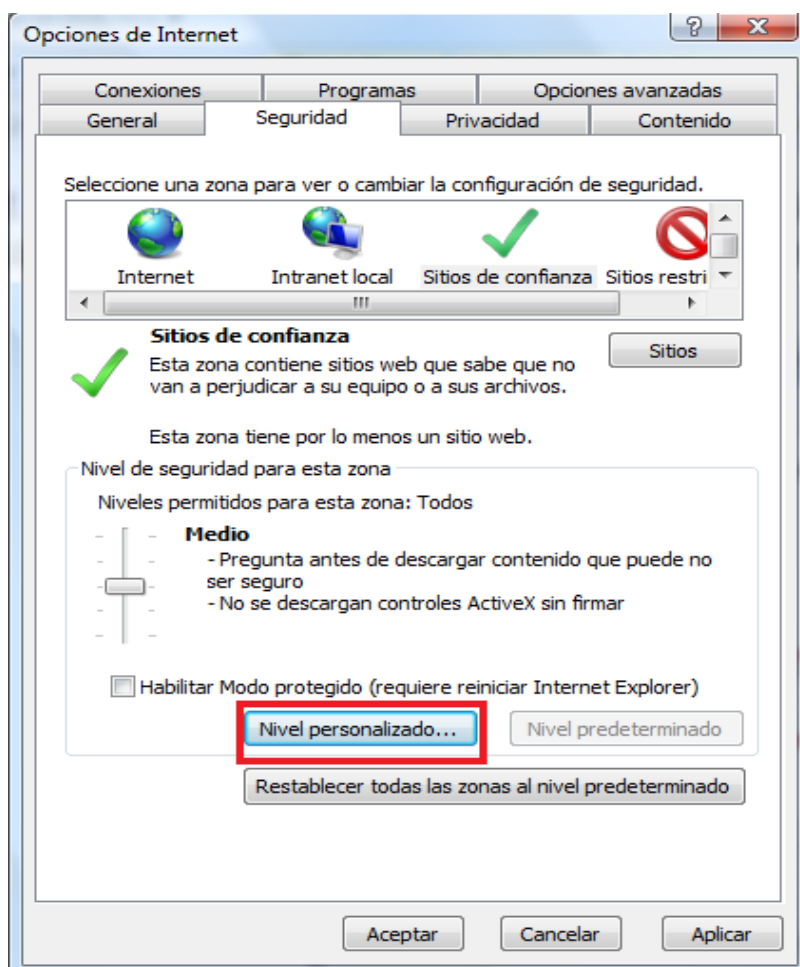 Opciones de Internet
Conexiones Programas Opciones avanzadas
General Seguridad Privacidad Contenido
Seleccione una zona para ver o cambiar la configuración de seguridad.
Internet Intranet local Sitios de confianza Sitios restri
Sitios de confianza
Sitios
Esta zona contiene sitios web que sabe que no
van a perjudicar a su equipo o a sus archivos.
Esta zona tiene por lo menos un sitio web.
Nivel de seguridad para esta zona
Niveles permitidos para esta zona: Todos
Medio
- Pregunta antes de descargar contenido que puede no
ser seguro
- No se descargan controles ActiveX sin firmar
Habilitar Modo protegido (requiere reiniciar Internet Explorer)
Nivel personalizado... Nivel predeterminado
Restablecer todas las zonas al nivel predeterminado
Aceptar Cancelar Aplicar